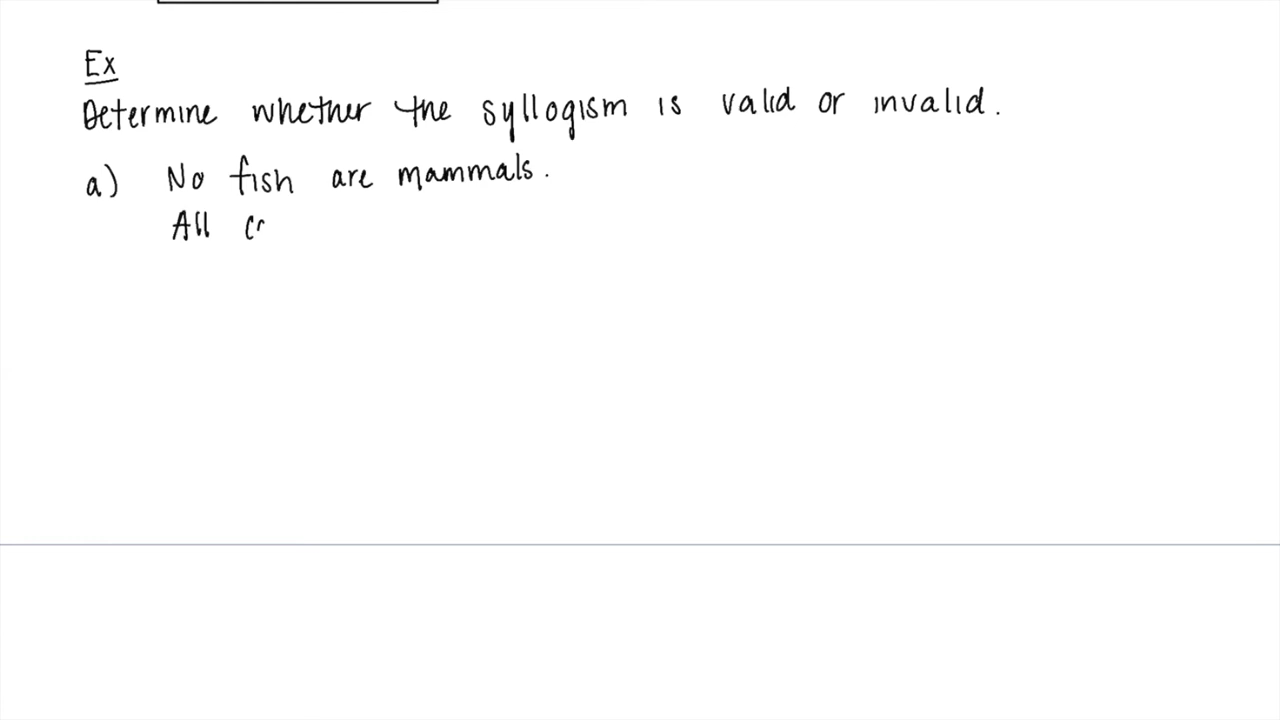 Ex
Determine whether the syllogism is valid or invalid.
a) No fish are mammals.
All